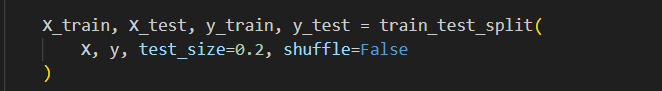 X_train, X_test, y_train, y_test = train_test_split(
    X, y, test_size=0.2, shuffle=False
)